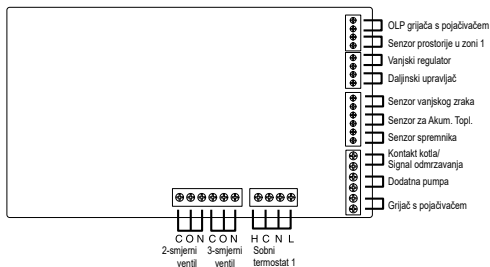 OLP grijača s pojačivačem
Senzor prostorije u zoni 1
Vanjski regulator
Daljinski upravljač
Senzor vanjskog zraka
Senzor za Akum. Topl.
Senzor spremnika
Kontakt kotla/
Signal odmrzavanja
Dodatna pumpa
Grijač s pojačivačem
C O N C O N H C N L
2-smjerni 3-smjerni Sobni
ventil ventil termostat 1